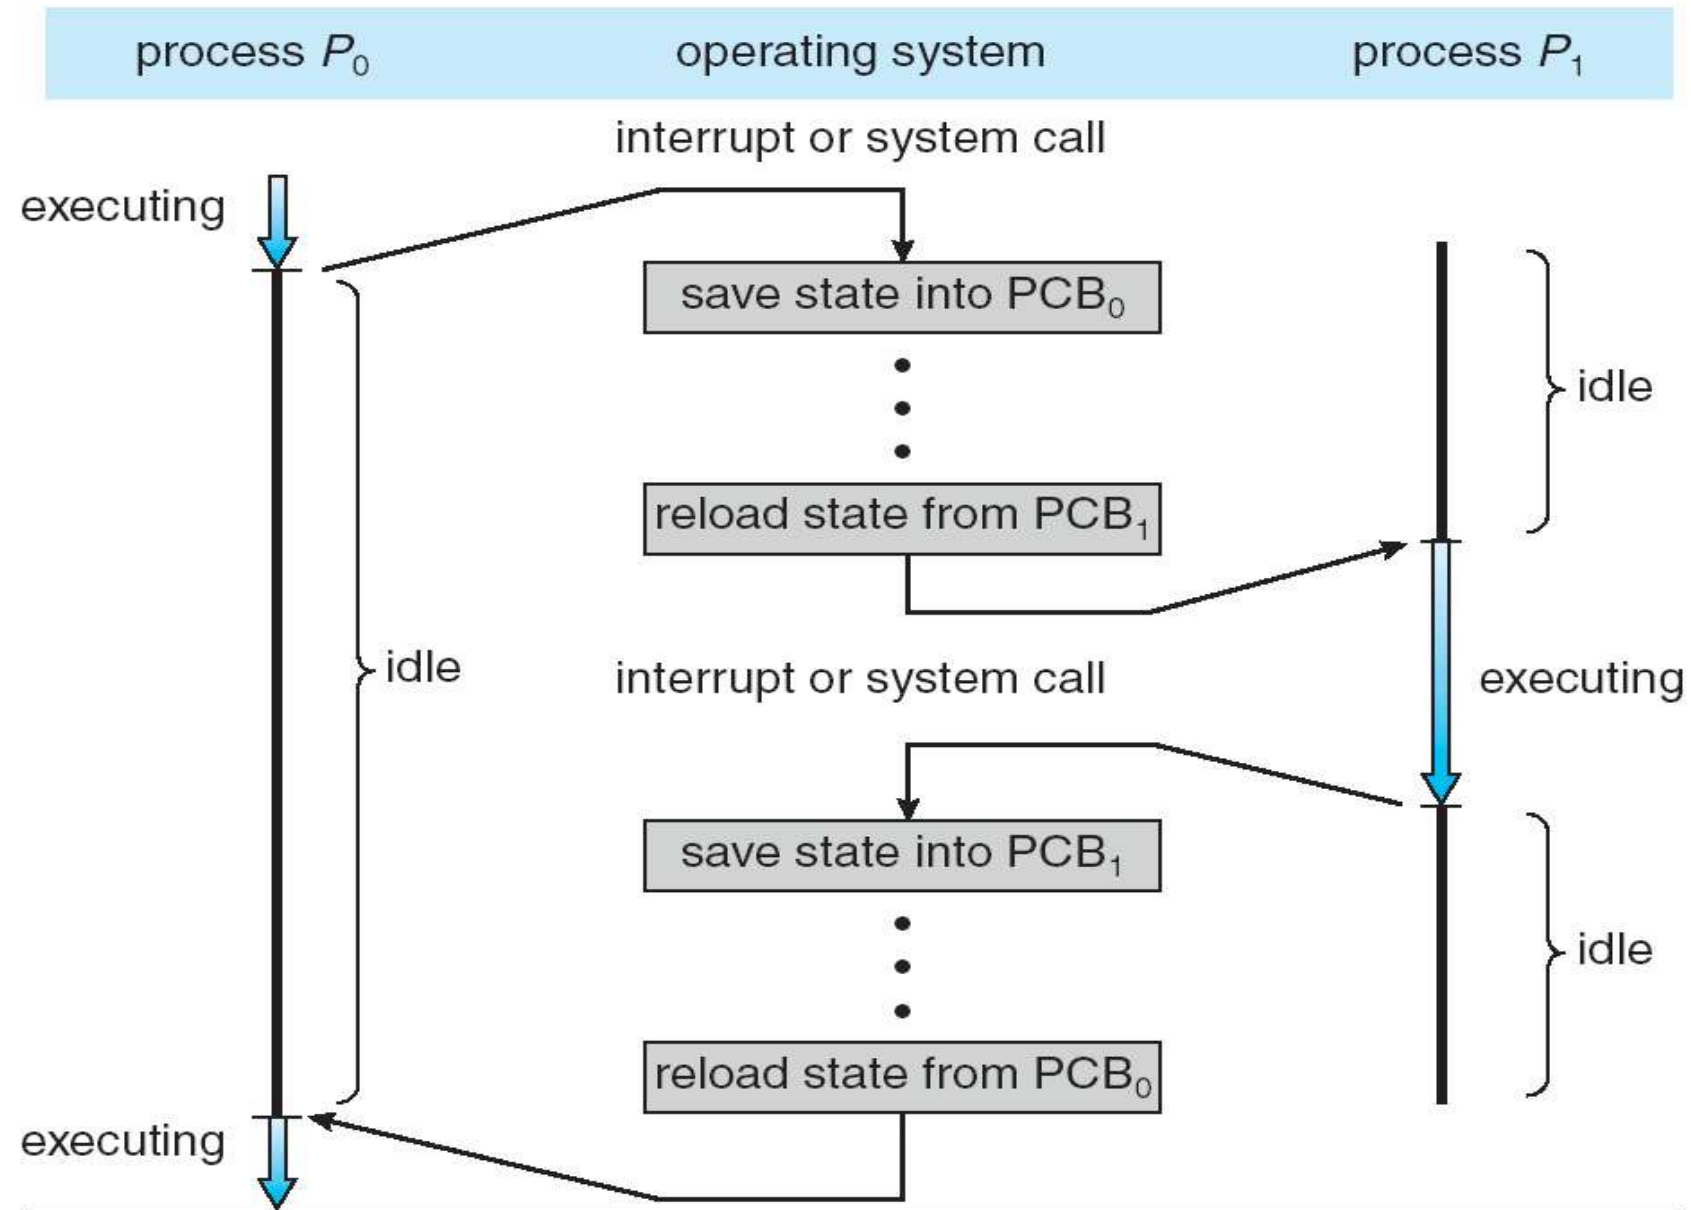 process P₀ operating system process P₁
interrupt or system call
executing
save state into PCB₀
idle
reload state from PCB₁
idle
interrupt or system call
executing
save state into PCB₁
idle
reload state from PCB₀
executing